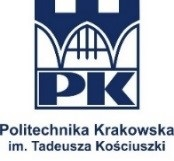 PK
Politechnika Krakowska
im. Tadeusza Kościuszki